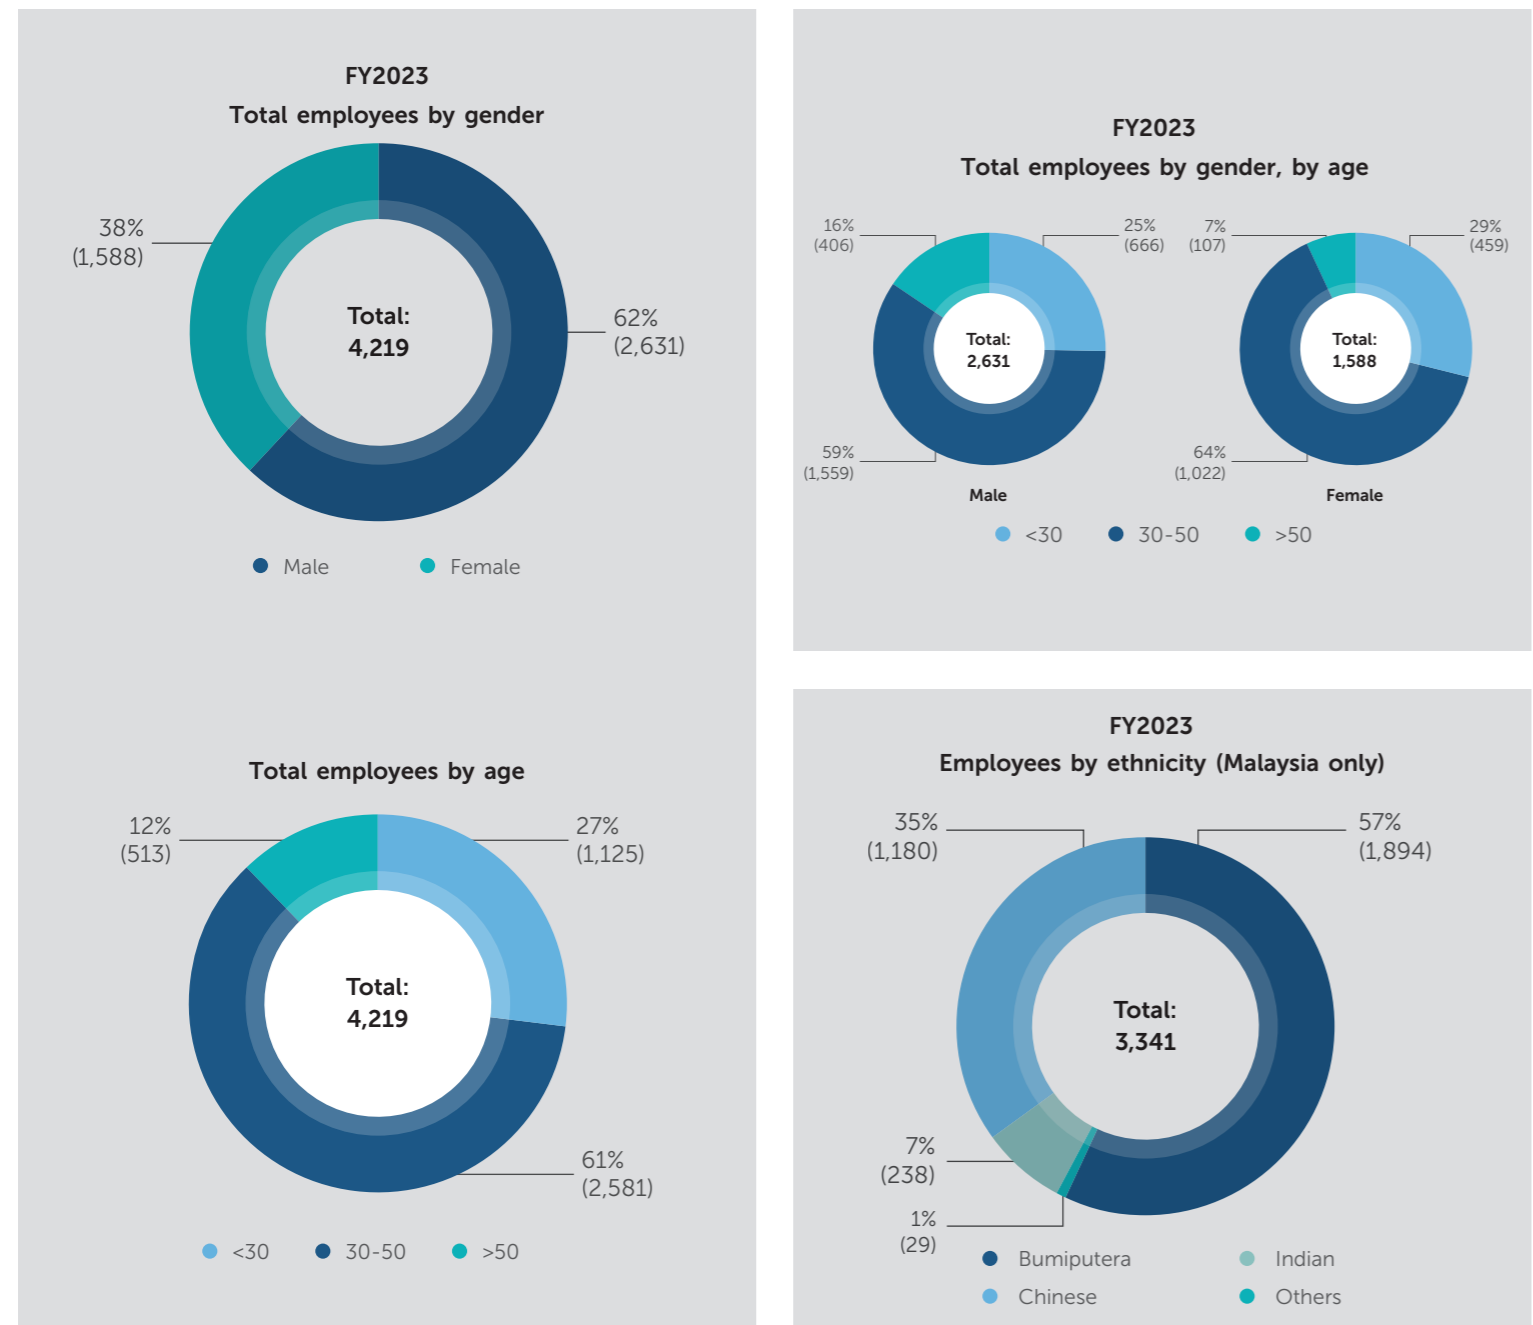 FY2023
Total employees by gender
38%
(1,588)
Total:
4,219
62%
(2,631)
Male
Female
Total employees by age
12%
(513)
27%
(1,125)
Total:
4,219
61%
(2,581)
<30
30-50
>50
FY2023
Total employees by gender, by age
16%
(406)
25%
(666)
Total:
2,631
59%
(1,559)
Male
7%
(107)
29%
(459)
Total:
1,588
64%
(1,022)
Female
<30
30-50
>50
FY2023
Employees by ethnicity (Malaysia only)
35%
(1,180)
57%
(1,894)
Total:
3,341
7%
(238)
1%
(29)
Bumiputera
Indian
Chinese
Others